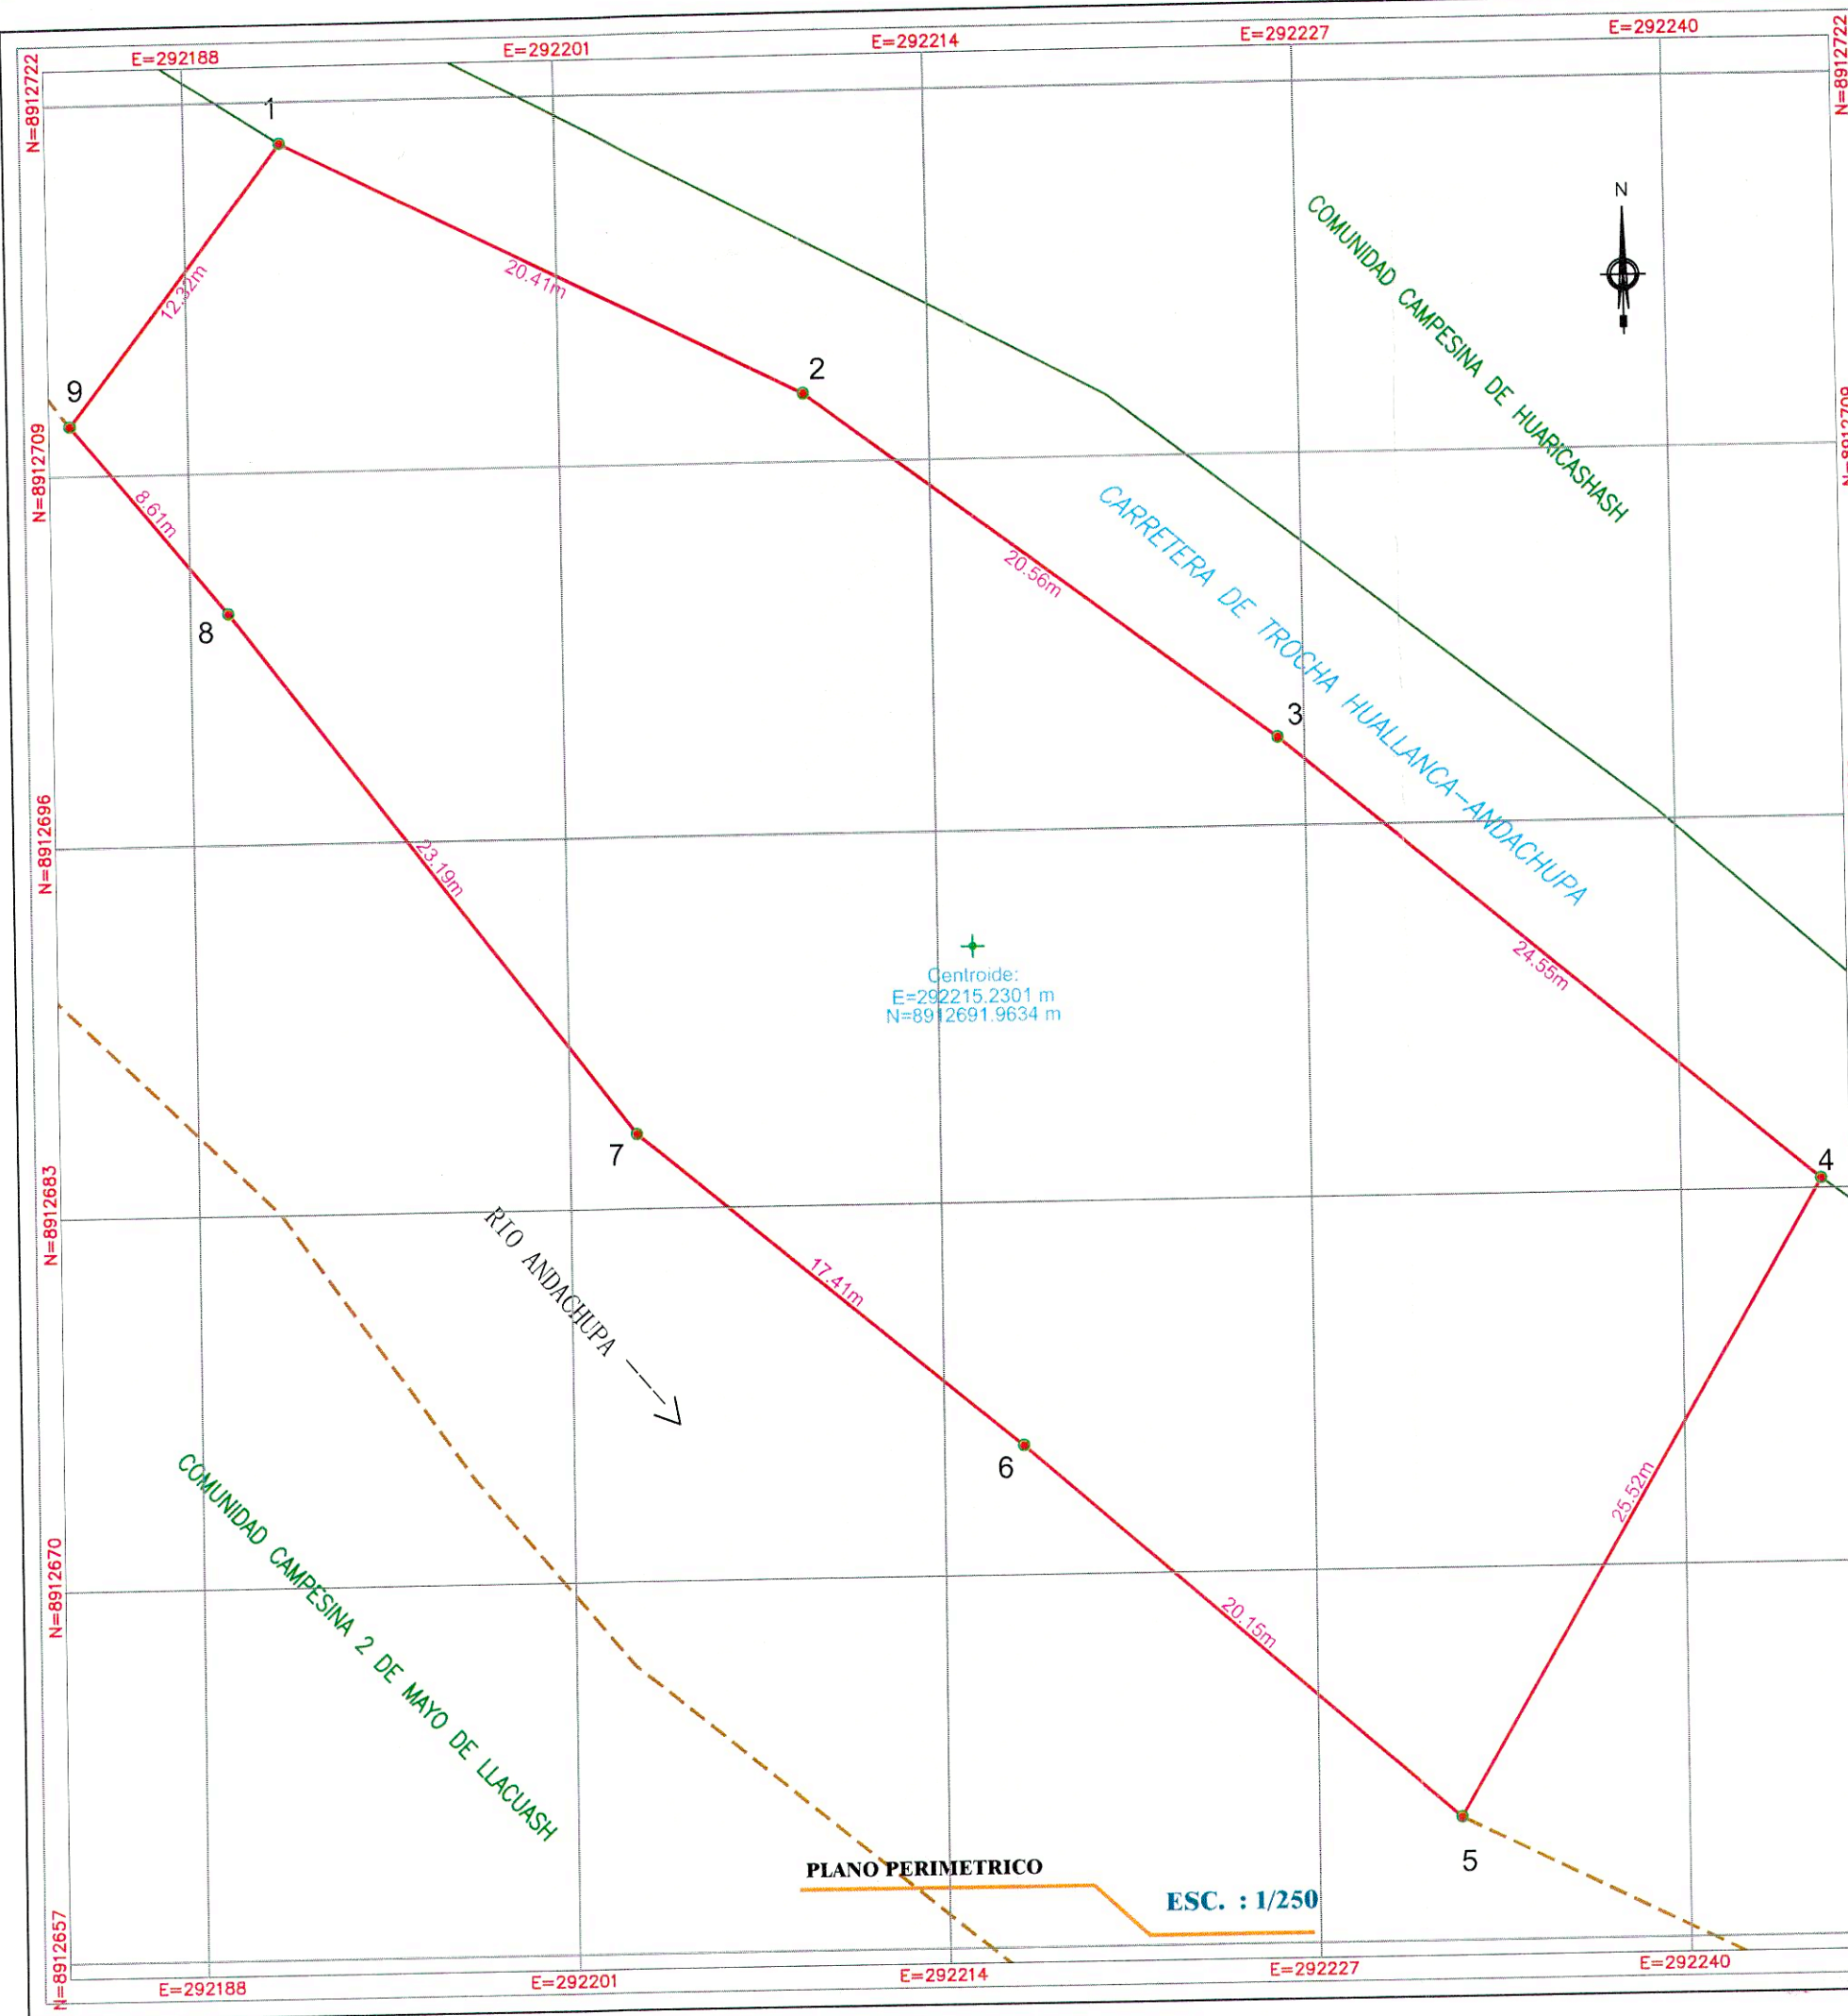 E=292188
E=292201
E=292214
E=292227
E=292240
N=8912722
N=8912722
1
N
COMUNIDAD CAMPESINA DE HUARICASHASH
12.32m
20.41m
2
9
N=8912709
N=8912709
8.61m
CARRETERA DE TROCHA HUALLANCA-ANDACHUPA
20.56m
8
3
N=8912696
23.19m
24.55m
Centroide:
E=292215.2301 m
N=8912691.9634 m
7
4
N=8912683
RIO ANDACHUPA
17.41m
6
25.52m
COMUNIDAD CAMPESINA 2 DE MAYO DE LLACUASH
N=8912670
20.15m
5
PLANO PERIMETRICO
ESC. : 1/250
N=8912657
E=292188
E=292201
E=292214
E=292227
E=292240